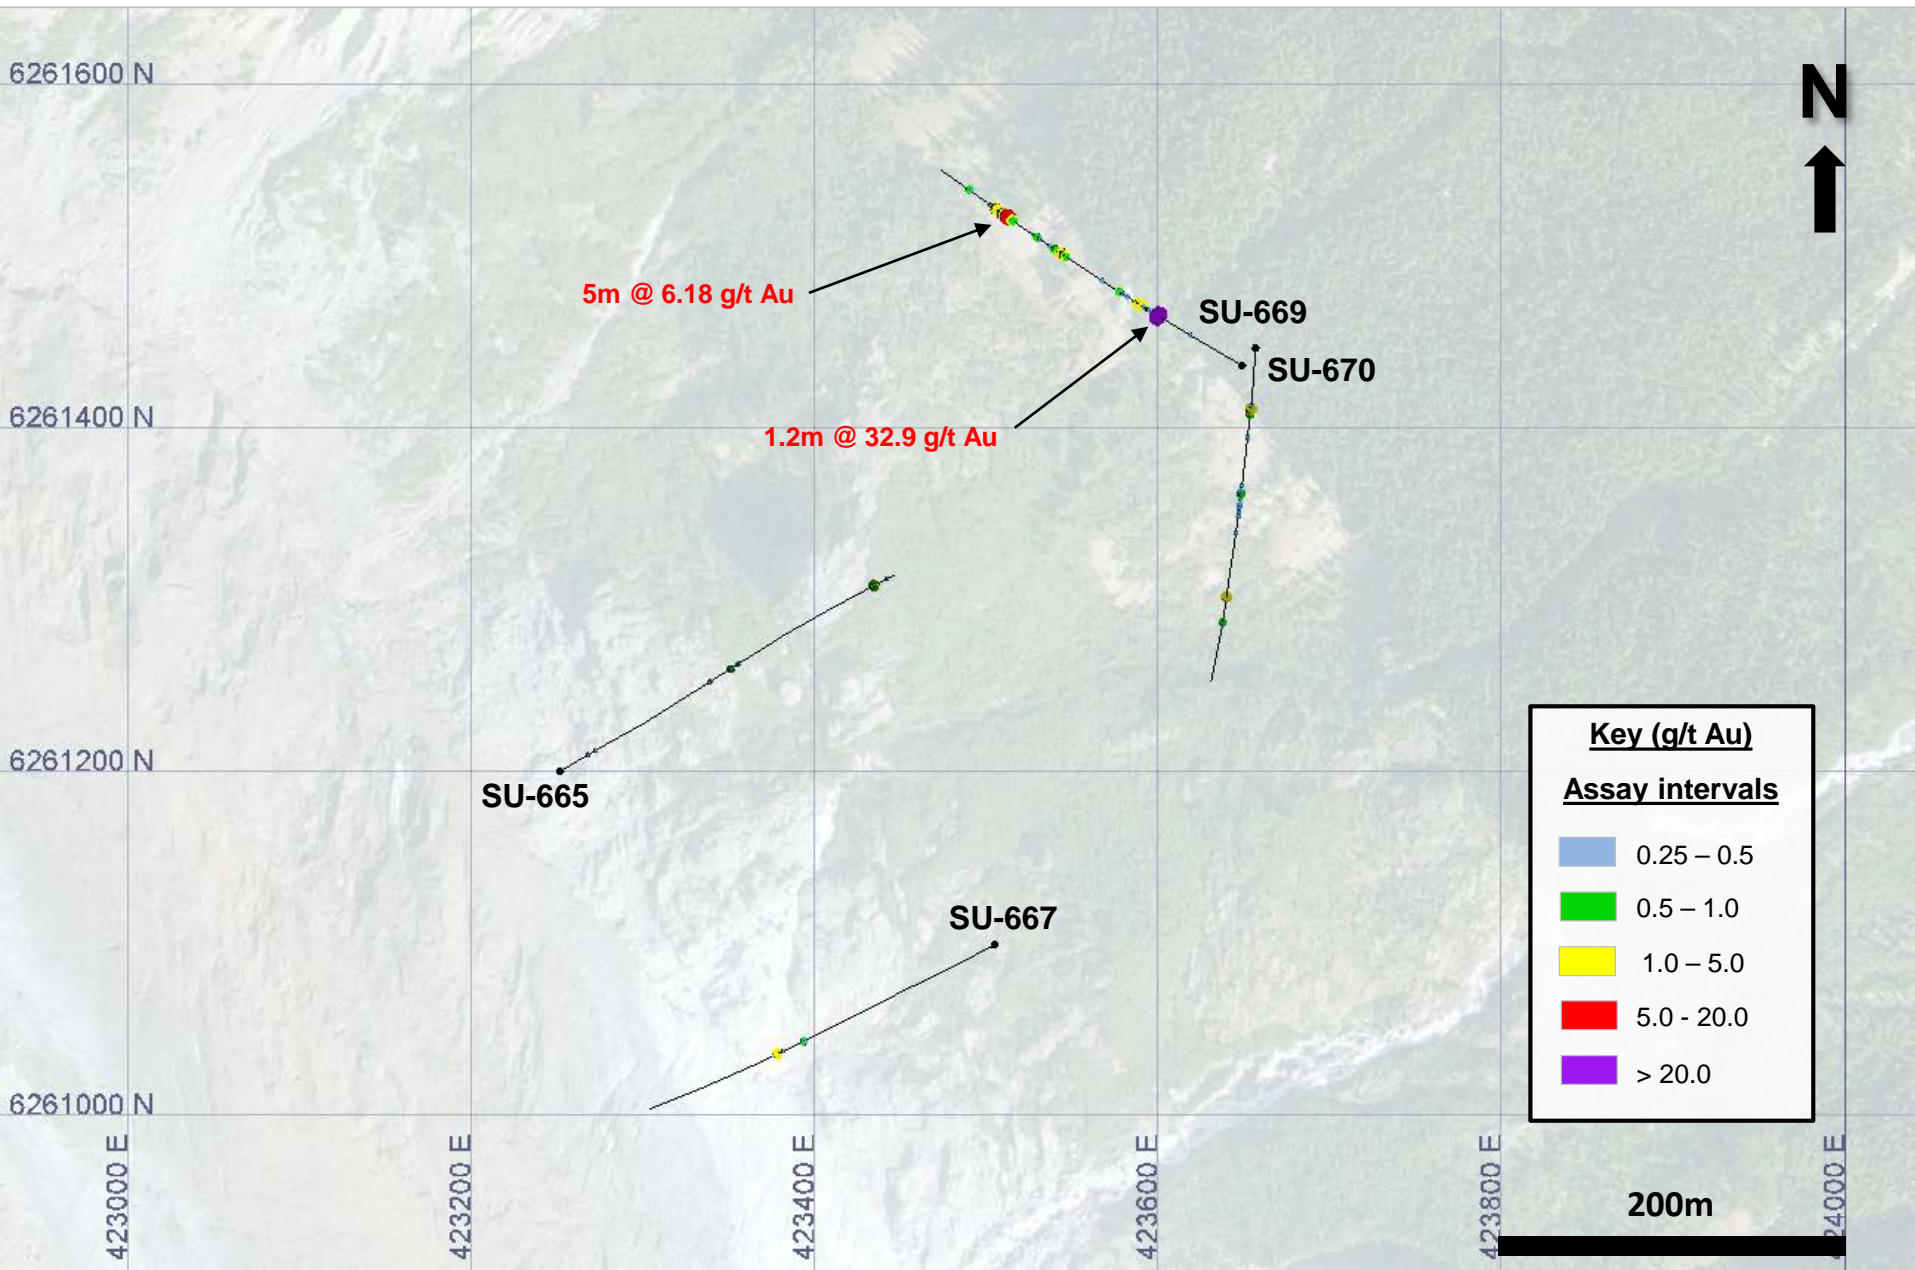 6261600 N
N
5m @ 6.18 g/t Au
SU-669
SU-670
6261400 N
1.2m @ 32.9 g/t Au
6261200 N
SU-665
Key (g/t Au)
Assay intervals
0.25 – 0.5
0.5 – 1.0
1.0 – 5.0
5.0 - 20.0
> 20.0
SU-667
6261000 N
423000 E
423200 E
423400 E
423600 E
423800 E
424000 E
200m